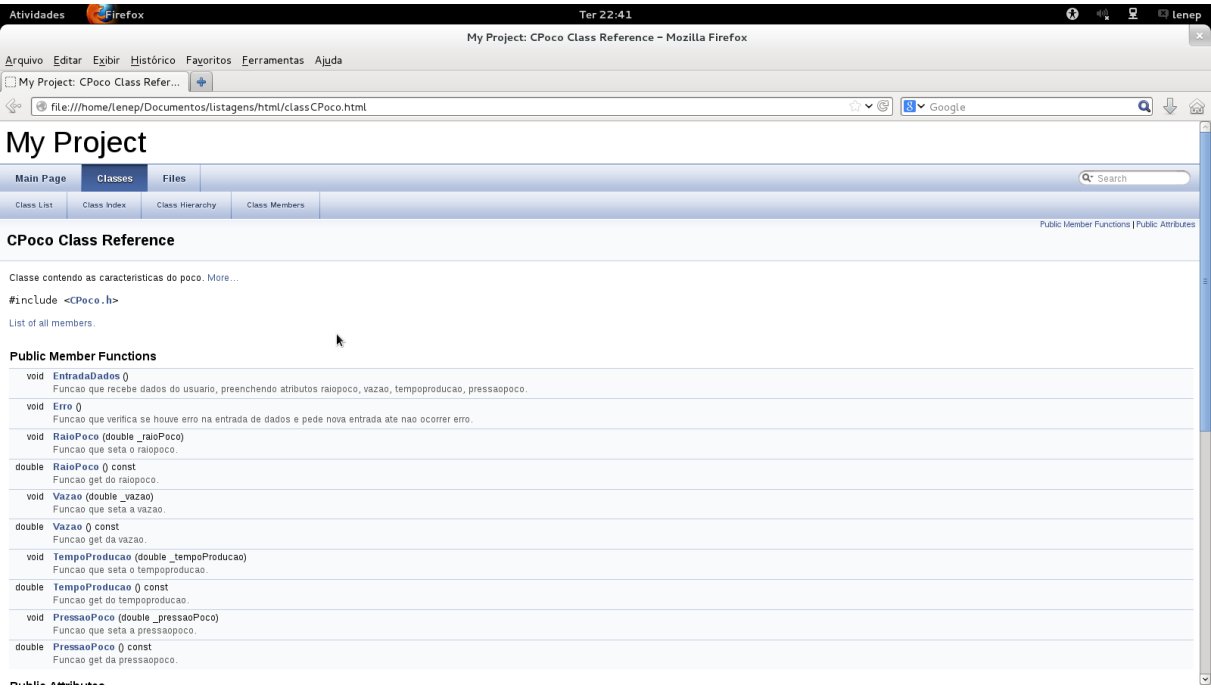 Atividades Firefox Ter 22:41 lenep
My Project: CPoco Class Reference – Mozilla Firefox
Arquivo Editar Exibir Histórico Favoritos Ferramentas Ajuda
My Project: CPoco Class Refer...
file:///home/lenep/Documentos/listagens/html/classCPoco.html Google
My Project
Main Page Classes Files Search
Class List Class Index Class Hierarchy Class Members
Public Member Functions | Public Attributes
CPoco Class Reference
Classe contendo as caracteristicas do poco. More...
#include <CPoco.h>
List of all members.
Public Member Functions
void EntradaDados ()
Funcao que recebe dados do usuario, preenchendo atributos raiopoco, vazao, tempoproducao, pressaopoco.
void Erro ()
Funcao que verifica se houve erro na entrada de dados e pede nova entrada ate nao ocorrer erro.
void RaioPoco (double _raioPoco)
Funcao que seta o raiopoco.
double RaioPoco () const
Funcao get do raiopoco.
void Vazao (double _vazao)
Funcao que seta a vazao.
double Vazao () const
Funcao get da vazao.
void TempoProducao (double _tempoProducao)
Funcao que seta o tempoproducao.
double TempoProducao () const
Funcao get do tempoproducao.
void PressaoPoco (double _pressaoPoco)
Funcao que seta a pressaopoco.
double PressaoPoco () const
Funcao get da pressaopoco.
Public Attributes